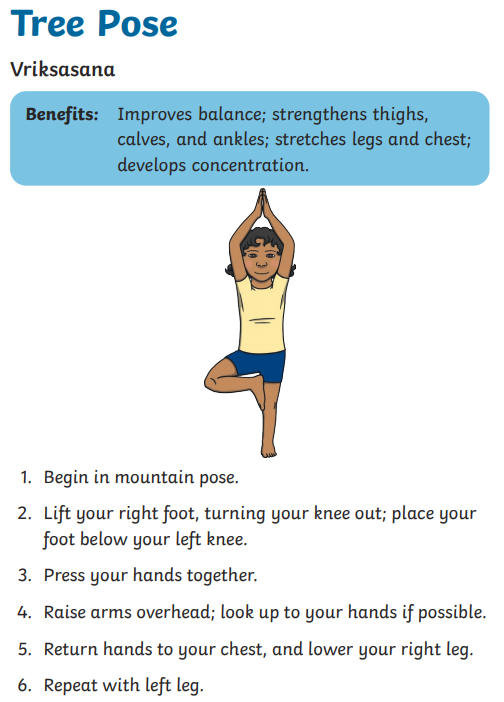 Tree Pose
Vriksasana
Benefits: Improves balance; strengthens thighs,
calves, and ankles; stretches legs and chest;
develops concentration.
1. Begin in mountain pose.
2. Lift your right foot, turning your knee out; place your
foot below your left knee.
3. Press your hands together.
4. Raise arms overhead; look up to your hands if possible.
5. Return hands to your chest, and lower your right leg.
6. Repeat with left leg.